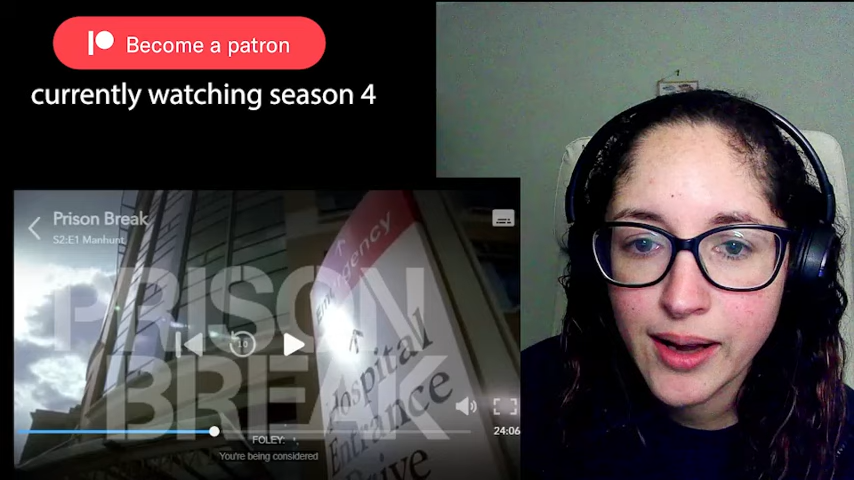 Become a patron
currently watching season 4
Prison Break
S2:E1 Manhunt
PRISON
BREAK
Emergency
Hospital
Entrance
Drive
10
24:06
FOLEY:
You're being considered